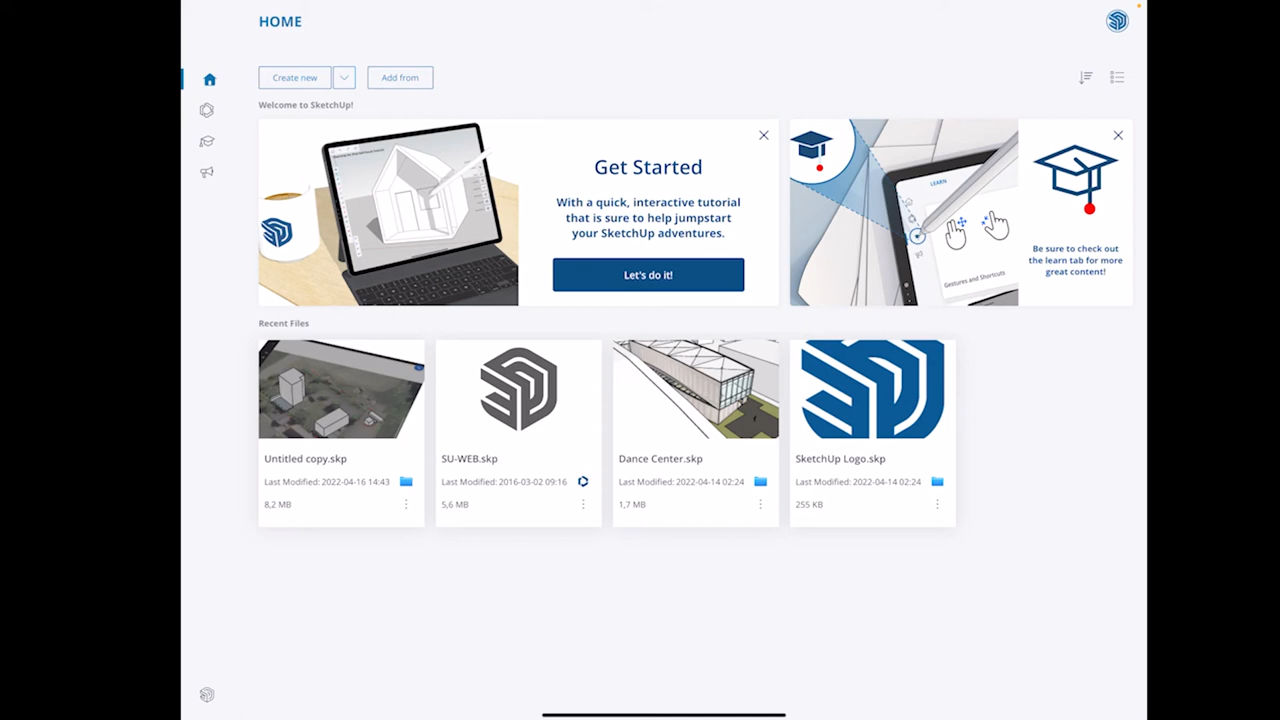 HOME
Create new
Add from
Welcome to SketchUp!
Get Started
With a quick, interactive tutorial
that is sure to help jumpstart
your SketchUp adventures.
Let's do it!
LEARN
Gestures and Shortcuts
Be sure to check out
the learn tab for more
great content!
Recent Files
Untitled copy.skp
Last Modified: 2022-04-16 14:43
8,2 MB
SU-WEB.skp
Last Modified: 2016-03-02 09:16
5,6 MB
Dance Center.skp
Last Modified: 2022-04-14 02:24
1,7 MB
SketchUp Logo.skp
Last Modified: 2022-04-14 02:24
255 KB